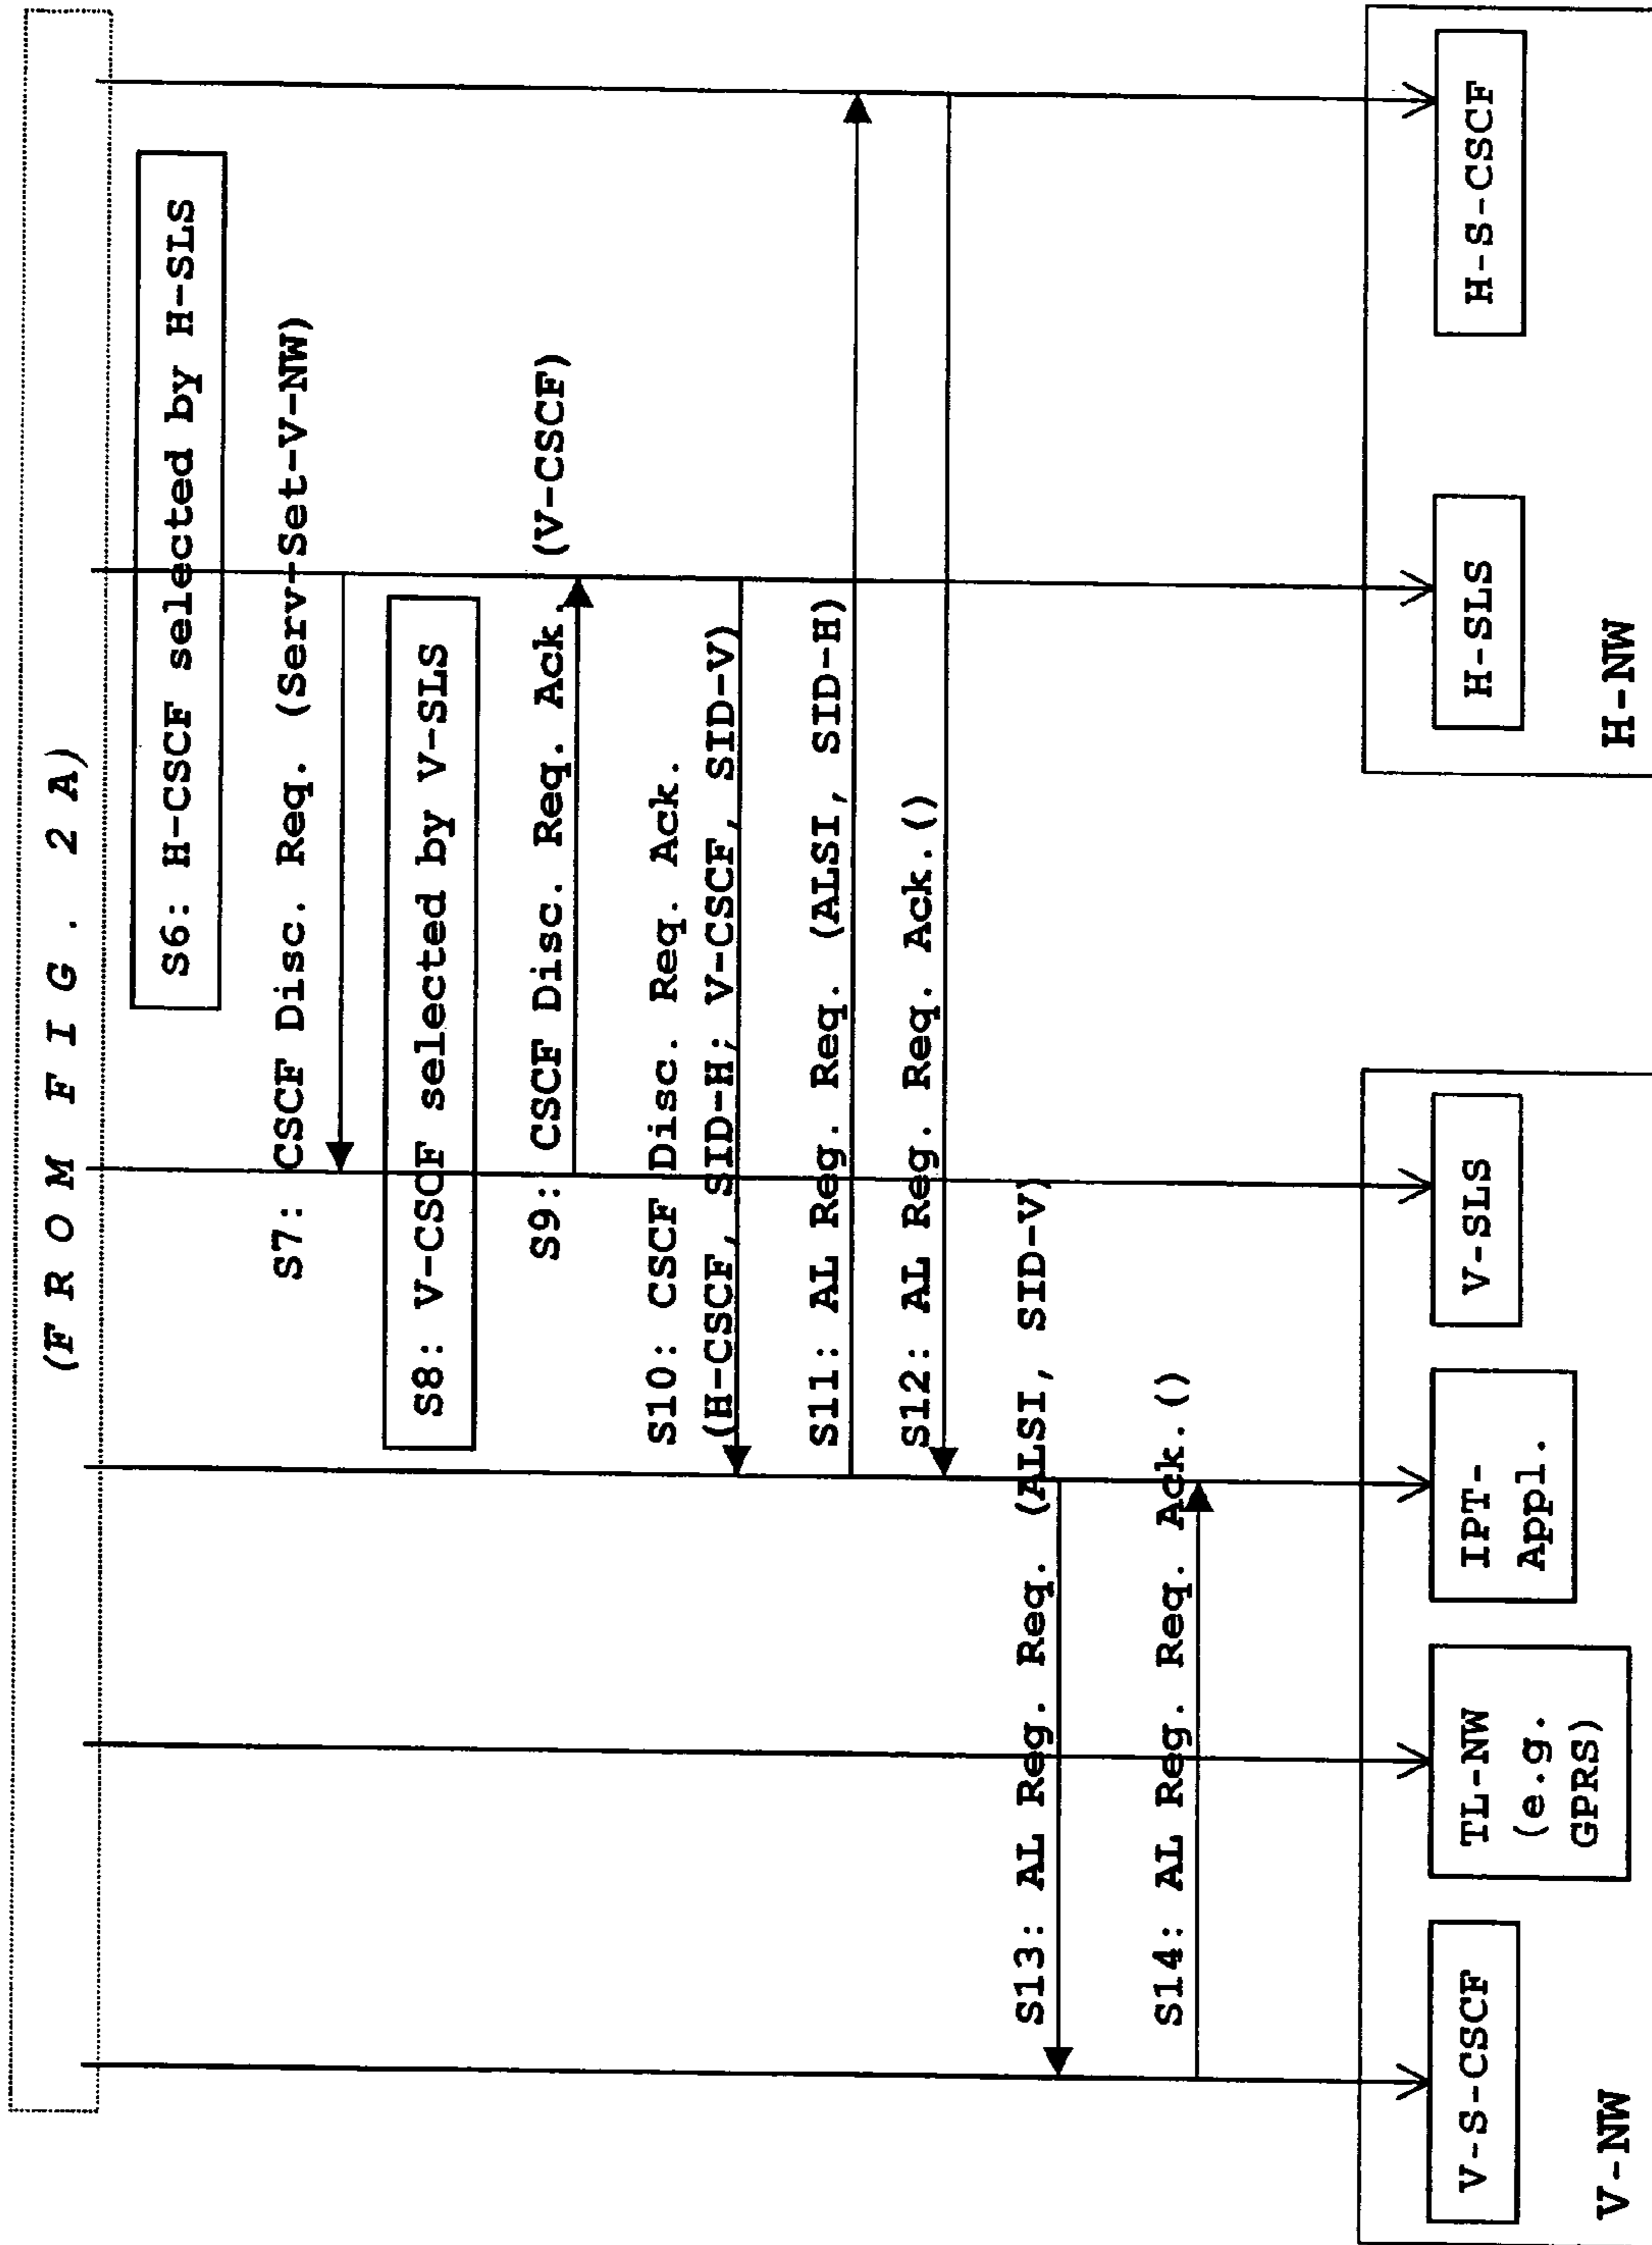 (FROM FIG. 2A)
S6: H-CSCF selected by H-SLS
S7: CSCF Disc. Req. (Serv-Set-V-NW)
S8: V-CSCF selected by V-SLS
S9: CSCF Disc. Req. Ack. (V-CSCF)
S10: CSCF Disc. Req. Ack.
(H-CSCF, SID-H; V-CSCF, SID-V)
S11: AL Reg. Req. (ALSI, SID-H)
S12: AL Reg. Req. Ack.()
S13: AL Reg. Req. (ALSI, SID-V)
S14: AL Reg. Req. Ack.()
V-S-CSCF
TL-NW
(e.g.
GPRS)
IPT-
Appl.
V-SLS
H-SLS
H-S-CSCF
V-NW
H-NW